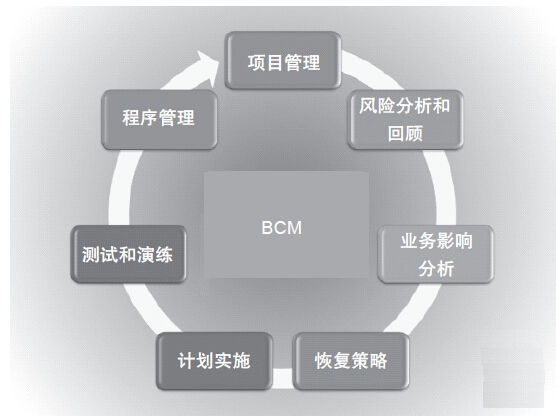 项目管理
风险分析和
回顾
业务影响
分析
恢复策略
计划实施
测试和演练
程序管理
BCM